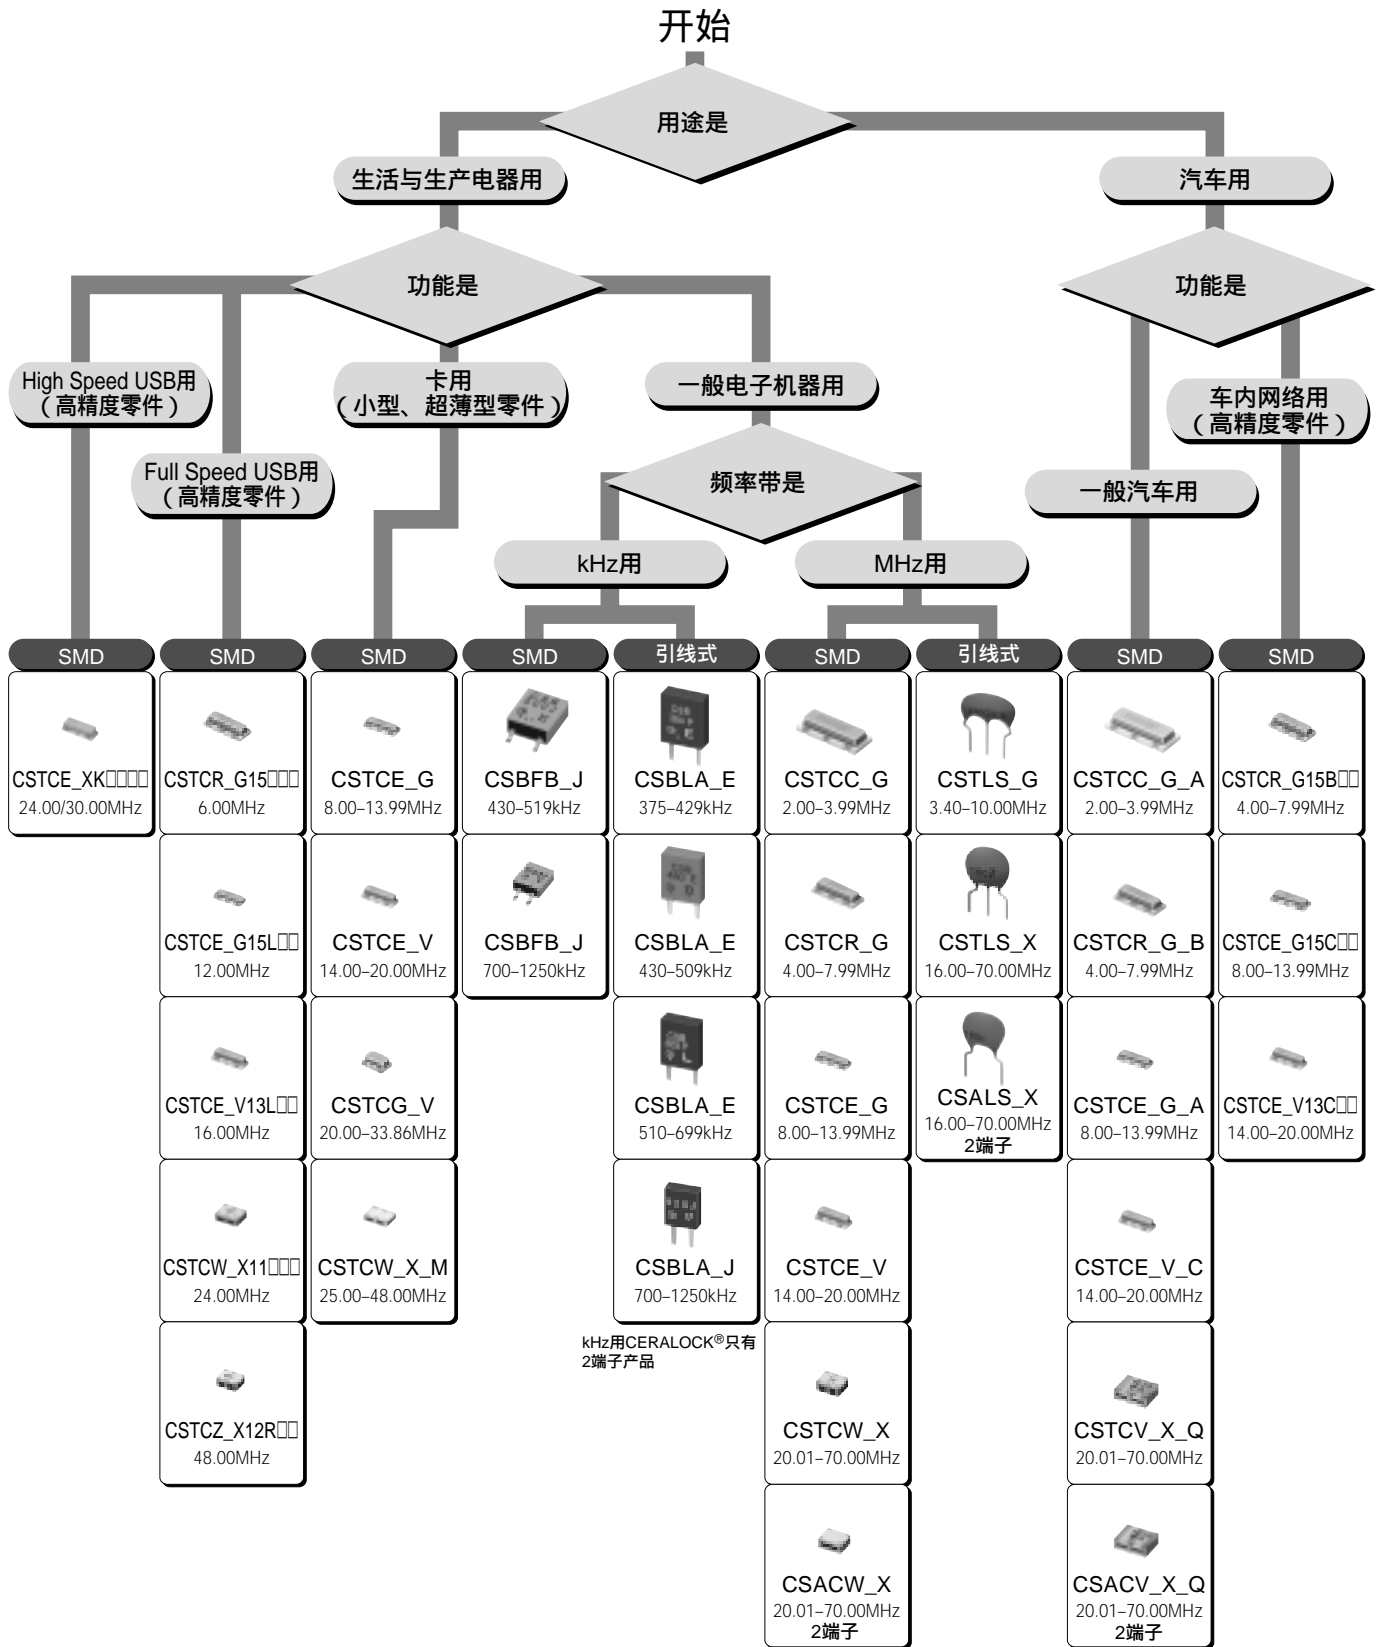 开始
用途是
生活与生产电器用
汽车用
功能是
功能是
High Speed USB用
（高精度零件）
卡用
（小型、超薄型零件）
一般电子机器用
车内网络用
（高精度零件）
Full Speed USB用
（高精度零件）
频率带是
一般汽车用
kHz用
MHz用
SMD
SMD
SMD
SMD
引线式
SMD
引线式
SMD
SMD
CSTCE_XK□□□□
24.00/30.00MHz
CSTCR_G15□□□
6.00MHz
CSTCE_G
8.00–13.99MHz
CSBFB_J
430–519kHz
CSBLA_E
375–429kHz
CSTCC_G
2.00–3.99MHz
CSTLS_G
3.40–10.00MHz
CSTCC_G_A
2.00–3.99MHz
CSTCR_G15B□□
4.00–7.99MHz
CSTCE_G15L□□
12.00MHz
CSTCE_V
14.00–20.00MHz
CSBFB_J
700–1250kHz
CSBLA_E
430–509kHz
CSTCR_G
4.00–7.99MHz
CSTLS_X
16.00–70.00MHz
CSTCR_G_B
4.00–7.99MHz
CSTCE_G15C□□
8.00–13.99MHz
CSTCE_V13L□□
16.00MHz
CSTCG_V
20.00–33.86MHz
CSBLA_E
510–699kHz
CSTCE_G
8.00–13.99MHz
CSALS_X
16.00–70.00MHz
2端子
CSTCE_G_A
8.00–13.99MHz
CSTCE_V13C□□
14.00–20.00MHz
CSTCW_X11□□□
24.00MHz
CSTCW_X_M
25.00–48.00MHz
CSBLA_J
700–1250kHz
CSTCE_V
14.00–20.00MHz
CSTCE_V_C
14.00–20.00MHz
kHz用CERALOCK®只有
2端子产品
CSTCZ_X12R□□
48.00MHz
CSTCW_X
20.01–70.00MHz
CSTCV_X_Q
20.01–70.00MHz
CSACW_X
20.01–70.00MHz
2端子
CSACV_X_Q
20.01–70.00MHz
2端子